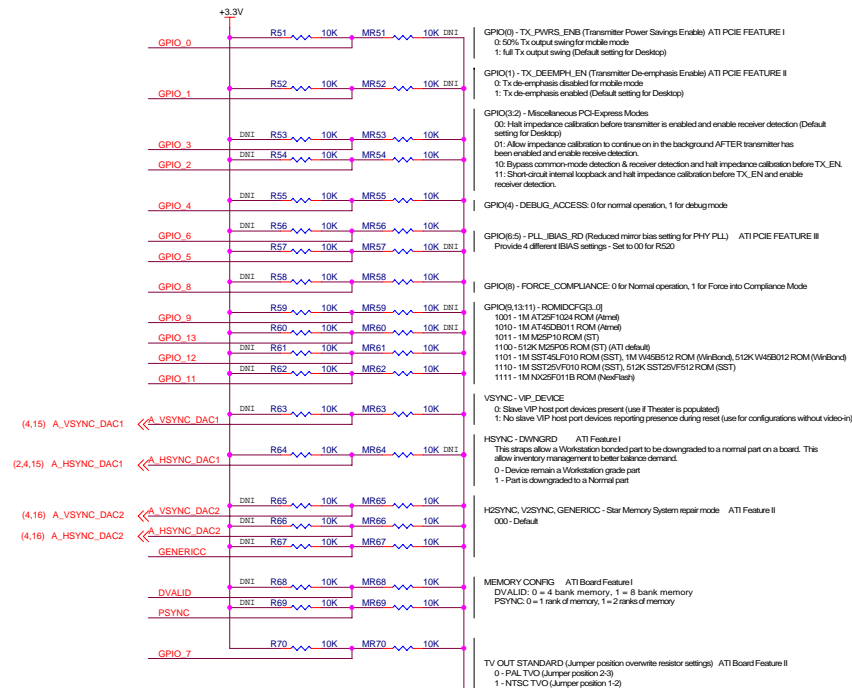 +3.3V
R51 10K MR51 10K DNI
GPIO_0
GPIO(0) - TX_PWRS_ENB (Transmitter Power Savings Enable) ATI PCIE FEATURE I
0: 50% Tx output swing for mobile mode
1: full Tx output swing (Default setting for Desktop)
R52 10K MR52 10K DNI
GPIO_1
GPIO(1) - TX_DEEMPH_EN (Transmitter De-emphasis Enable) ATI PCIE FEATURE II
0: Tx de-emphasis disabled for mobile mode
1: Tx de-emphasis enabled (Default setting for Desktop)
DNI R53 10K MR53 10K
GPIO_3
DNI R54 10K MR54 10K
GPIO_2
GPIO(3:2) - Miscellaneous PCI-Express Modes
00: Halt impedance calibration before transmitter is enabled and enable receiver detection (Default
setting for Desktop)
01: Allow impedance calibration to continue on in the background AFTER transmitter has
been enabled and enable receive detection.
10: Bypass common-mode detection & receiver detection and halt impedance calibration before TX_EN.
11: Short-circuit internal loopback and halt impedance calibration before TX_EN and enable
receiver detection.
DNI R55 10K MR55 10K
GPIO_4
GPIO(4) - DEBUG_ACCESS: 0 for normal operation, 1 for debug mode
DNI R56 10K MR56 10K
GPIO_6
R57 10K MR57 10K DNI
GPIO_5
GPIO(6:5) - PLL_IBIAS_RD (Reduced mirror bias setting for PHY PLL) ATI PCIE FEATURE III
Provide 4 different IBIAS settings - Set to 00 for R520
DNI R58 10K MR58 10K
GPIO_8
GPIO(8) - FORCE_COMPLIANCE: 0 for Normal operation, 1 for Force into Compliance Mode
R59 10K MR59 10K DNI
GPIO_9
R60 10K MR60 10K DNI
GPIO_13
DNI R61 10K MR61 10K
GPIO_12
DNI R62 10K MR62 10K
GPIO_11
GPIO(9,13:11) - ROMIDCFG[3..0]
1001 - 1M AT25F1024 ROM (Atmel)
1010 - 1M AT45DB011 ROM (Atmel)
1011 - 1M M25P10 ROM (ST)
1100 - 512K M25P05 ROM (ST) (ATI default)
1101 - 1M SST45LF010 ROM (SST), 1M W45B512 ROM (WinBond), 512K W45B012 ROM (WinBond)
1110 - 1M SST25VF010 ROM (SST), 512K SST25VF512 ROM (SST)
1111 - 1M NX25F011B ROM (NexFlash)
DNI R63 10K MR63 10K
(4,15) A_VSYNC_DAC1 A_VSYNC_DAC1
VSYNC - VIP_DEVICE
0: Slave VIP host port devices present (use if Theater is populated)
1: No slave VIP host port devices reporting presence during reset (use for configurations without video-in)
R64 10K MR64 10K DNI
(2,4,15) A_HSYNC_DAC1 A_HSYNC_DAC1
HSYNC - DWNGRD ATI Feature I
This straps allow a Workstation bonded part to be downgraded to a normal part on a board. This
allow inventory management to better balance demand.
0 - Device remain a Workstation grade part
1 - Part is downgraded to a Normal part
DNI R65 10K MR65 10K
(4,16) A_VSYNC_DAC2 A_VSYNC_DAC2
DNI R66 10K MR66 10K
(4,16) A_HSYNC_DAC2 A_HSYNC_DAC2
DNI R67 10K MR67 10K
GENERICC
H2SYNC, V2SYNC, GENERICC - Star Memory System repair mode ATI Feature II
000 - Default
DNI R68 10K MR68 10K
DVALID
DNI R69 10K MR69 10K
PSYNC
MEMORY CONFIG ATI Board Feature I
DVALID: 0 = 4 bank memory, 1 = 8 bank memory
PSYNC: 0 = 1 rank of memory, 1 = 2 ranks of memory
R70 10K MR70 10K
GPIO_7
TV OUT STANDARD (Jumper position overwrite resistor settings) ATI Board Feature II
0 - PAL TVO (Jumper position 2-3)
1 - NTSC TVO (Jumper position 1-2)